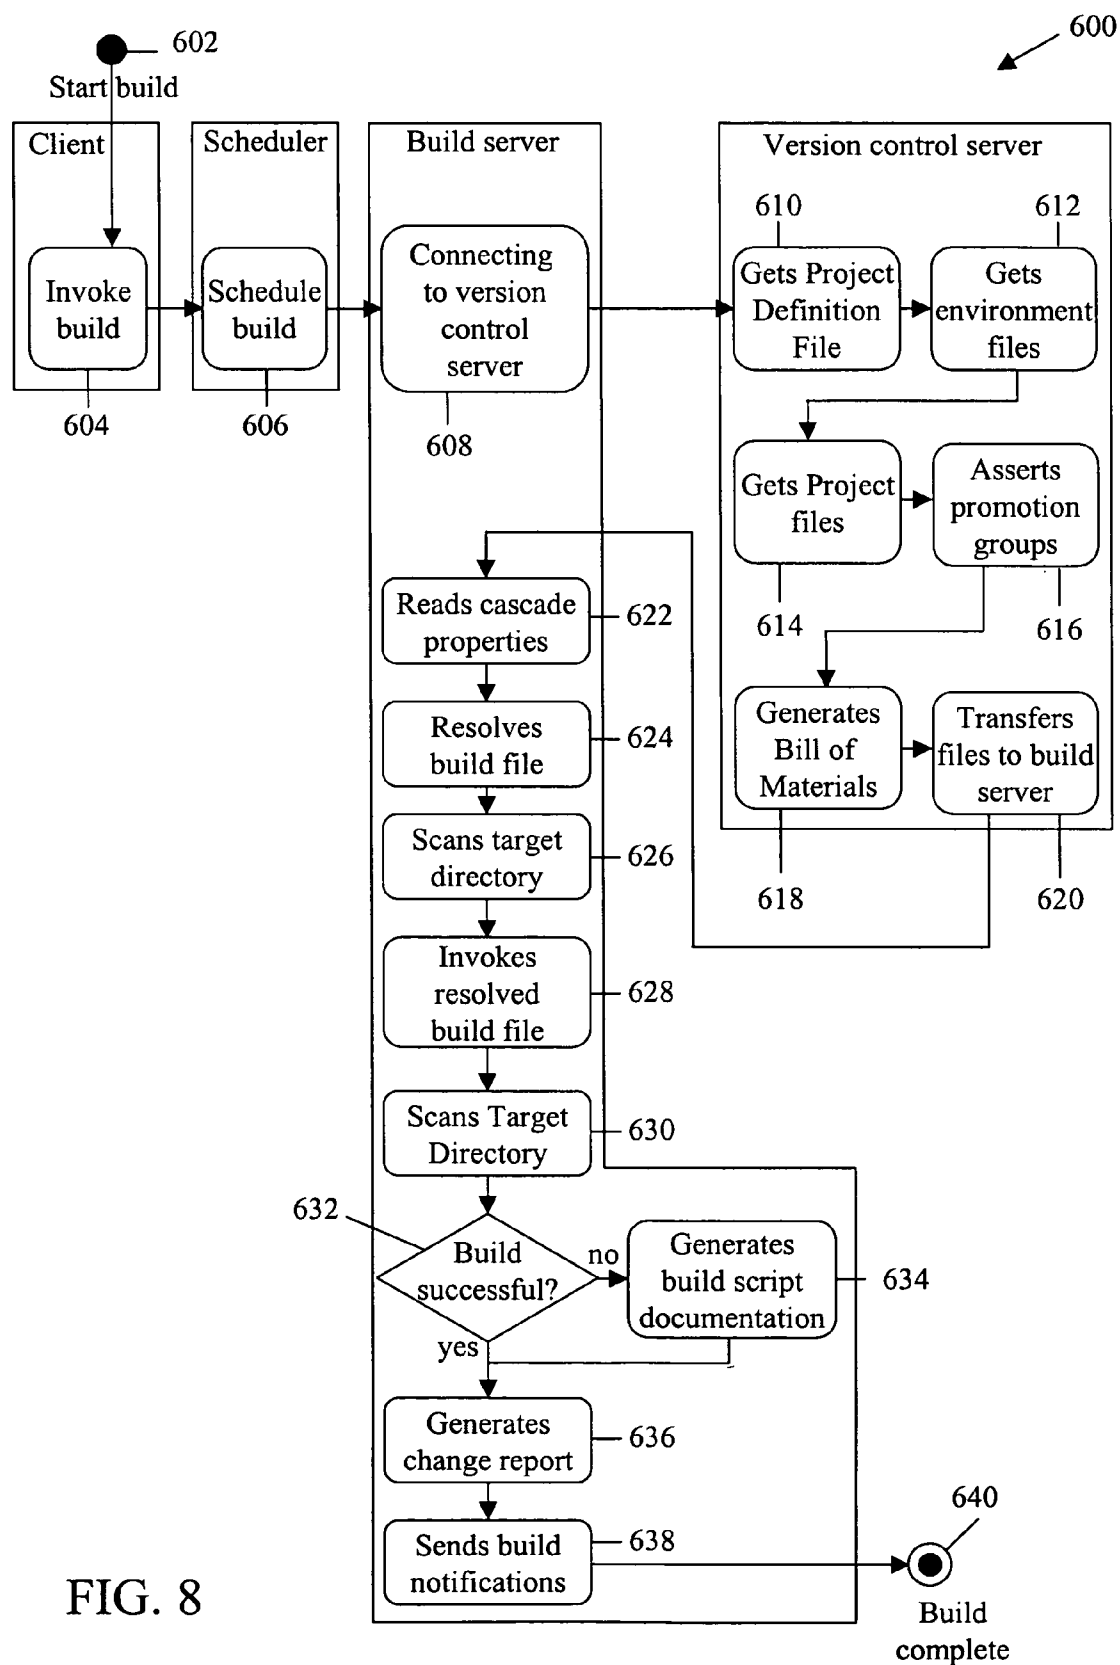 600
602
Start build
Client
Scheduler
Build server
Version control server
610
612
Invoke
build
Schedule
build
Connecting
to version
control
server
Gets Project
Definition
File
Gets
environment
files
604
606
608
Gets Project
files
Asserts
promotion
groups
614
616
Reads cascade
properties
622
Resolves
build file
624
Generates
Bill of
Materials
Transfers
files to build
server
618
620
Scans target
directory
626
Invokes
resolved
build file
628
Scans Target
Directory
630
632
Build
successful?
no
yes
Generates
build script
documentation
634
Generates
change report
636
Sends build
notifications
638
640
Build
complete
FIG. 8